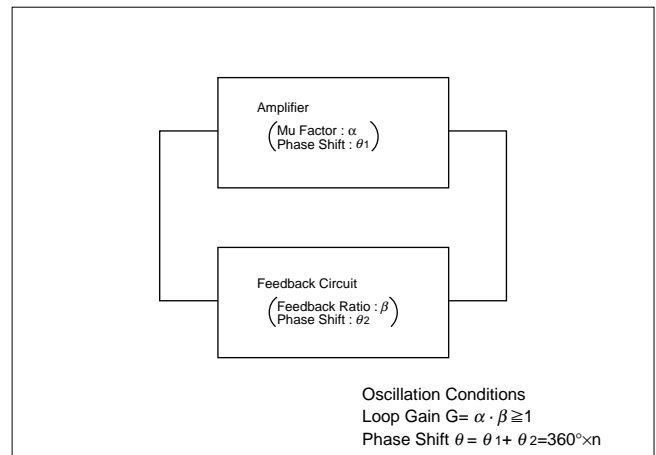 Amplifier
(Mu Factor : α
Phase Shift : θ1)
Feedback Circuit
(Feedback Ratio : β
Phase Shift : θ2)
Oscillation Conditions
Loop Gain G= α · β ≧1
Phase Shift θ = θ1+ θ2=360°×n